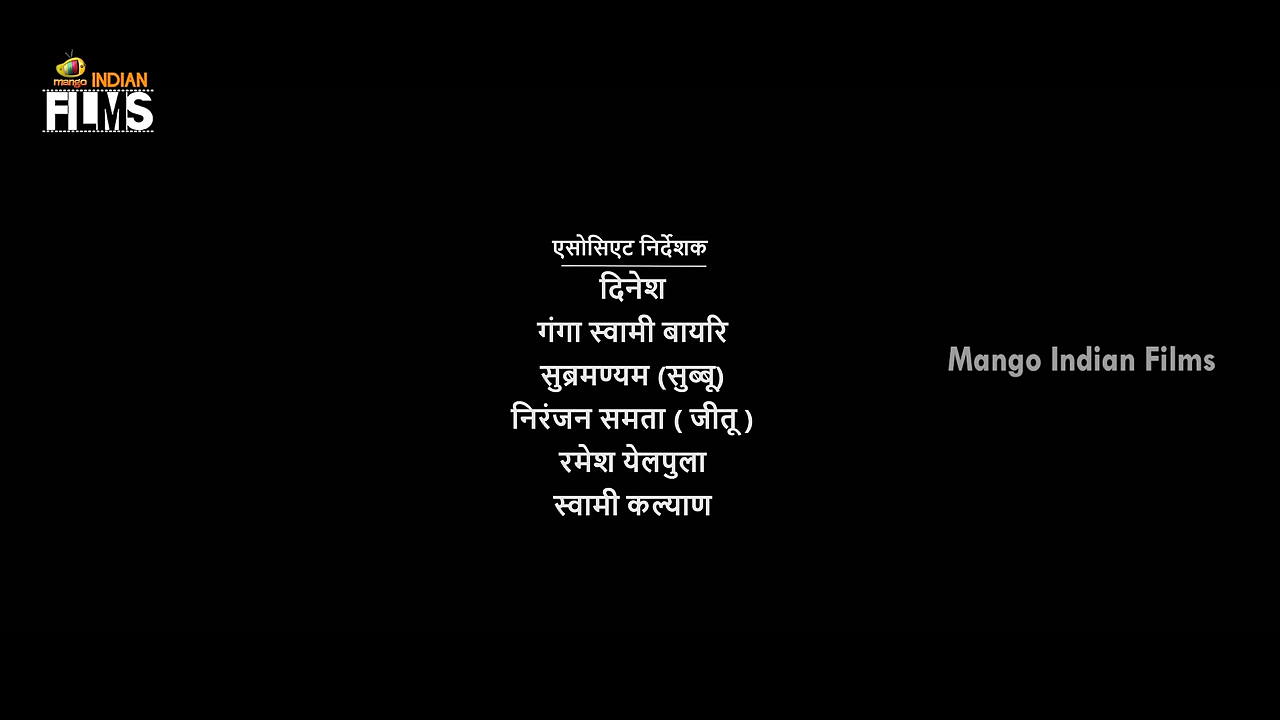 mango INDIAN
FILMS
एसोसिएट निर्देशक
दिनेश
गंगा स्वामी बायरि
सुब्रमण्यम (सुब्बू)
निरंजन समता ( जीतू )
रमेश येलपुला
स्वामी कल्याण
Mango Indian Films